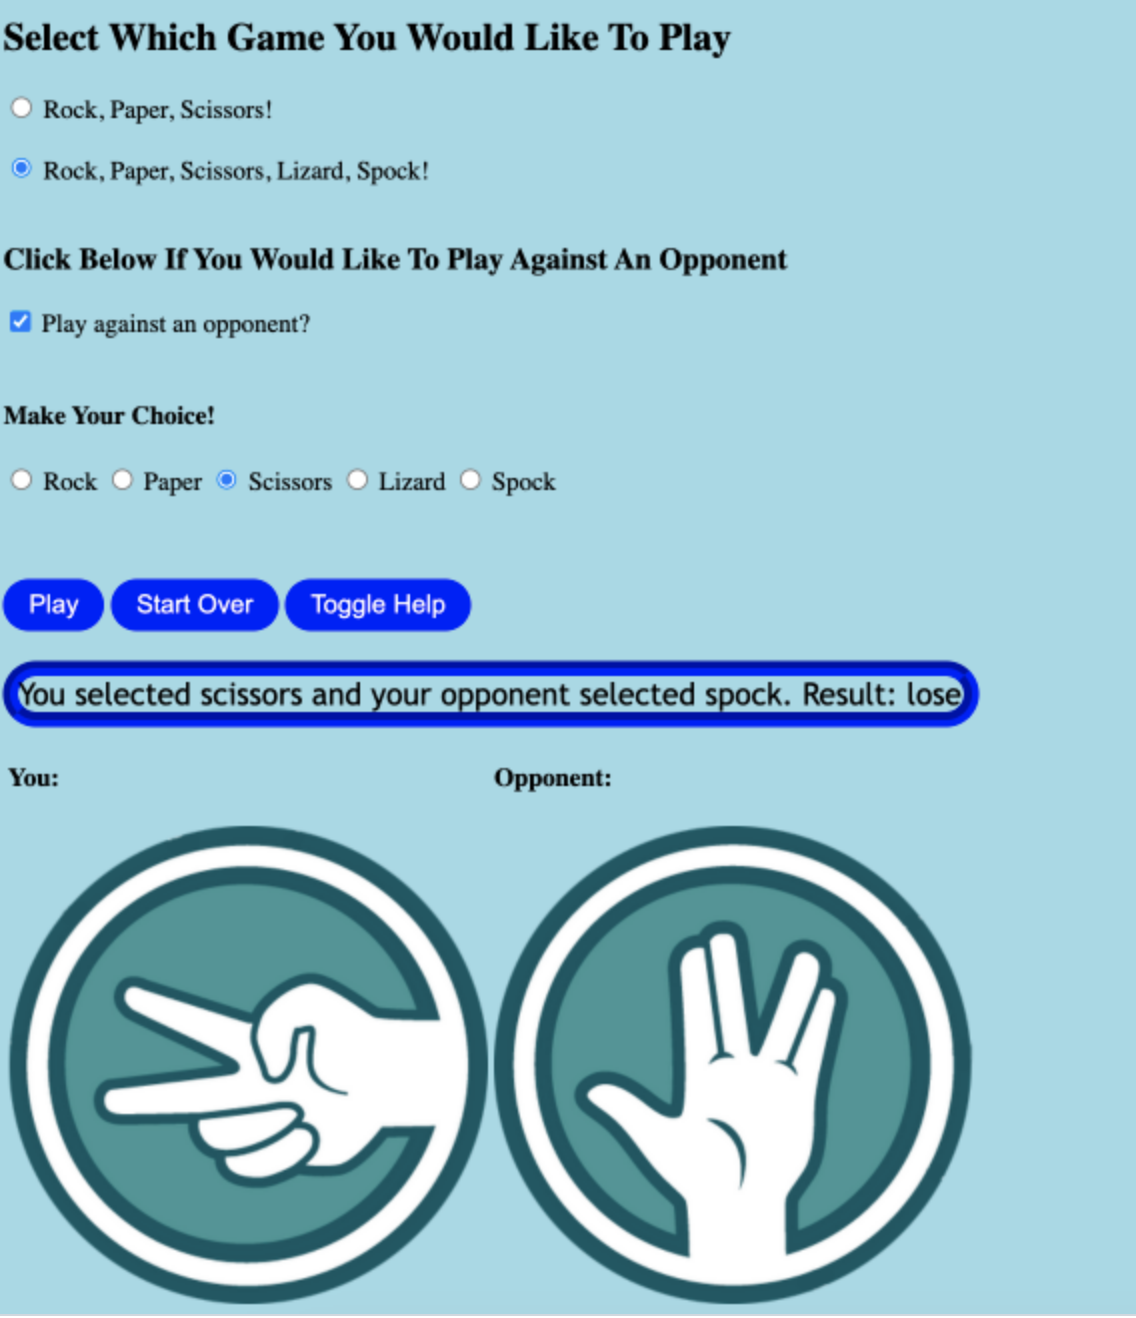 Select Which Game You Would Like To Play
Rock, Paper, Scissors!
Rock, Paper, Scissors, Lizard, Spock!
Click Below If You Would Like To Play Against An Opponent
Play against an opponent?
Make Your Choice!
Rock Paper Scissors Lizard Spock
Play Start Over Toggle Help
You selected scissors and your opponent selected spock. Result: lose
You: Opponent: